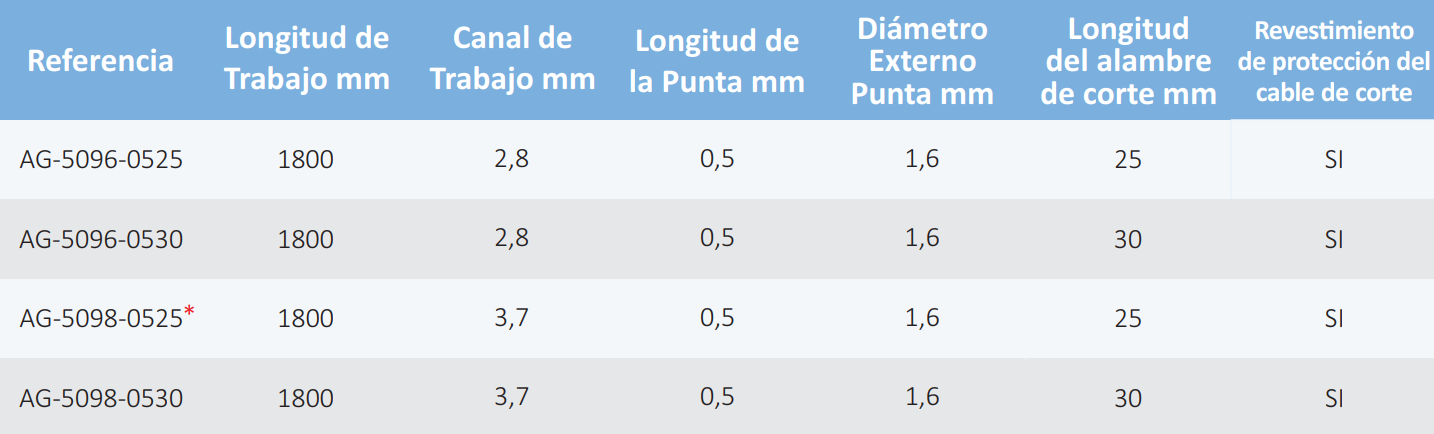 Referencia
Longitud de
Trabajo mm
Canal de
Trabajo mm
Longitud de
la Punta mm
Diámetro
Externo
Punta mm
Longitud
del alambre
de corte mm
Revestimiento
de protección del
cable de corte
AG-5096-0525 1800 2,8 0,5 1,6 25 SI
AG-5096-0530 1800 2,8 0,5 1,6 30 SI
AG-5098-0525* 1800 3,7 0,5 1,6 25 SI
AG-5098-0530 1800 3,7 0,5 1,6 30 SI